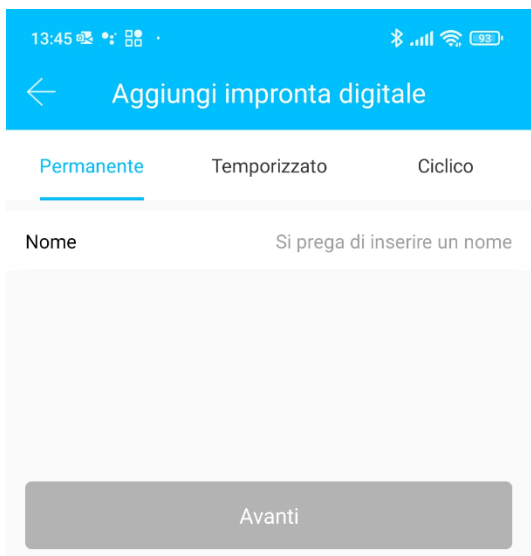 13:45 93
Aggiungi impronta digitale
Permanente Temporizzato Ciclico
Nome Si prega di inserire un nome
Avanti